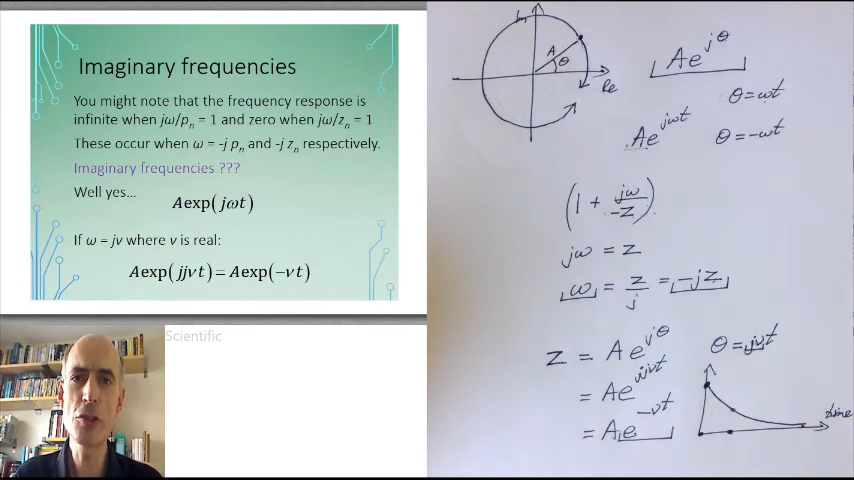 Imaginary frequencies
You might note that the frequency response is
infinite when jω/pₙ = 1 and zero when jω/zₙ = 1
These occur when ω = -j pₙ and -j zₙ respectively.
Imaginary frequencies ???
Well yes...
Aexp(jωt)
If ω = jv where v is real:
Aexp(jjvt) = Aexp(-vt)
Scientific
Im
A
θ
Re
Ae^{jθ}
θ = ωt
Ae^{jωt}
θ = -ωt
(1 + jω/-z)
jω = z
ω = z/j = -jz
z = Ae^{jθ}
θ = jvt
= Ae^{jjvt}
= Ae^{-vt}
time